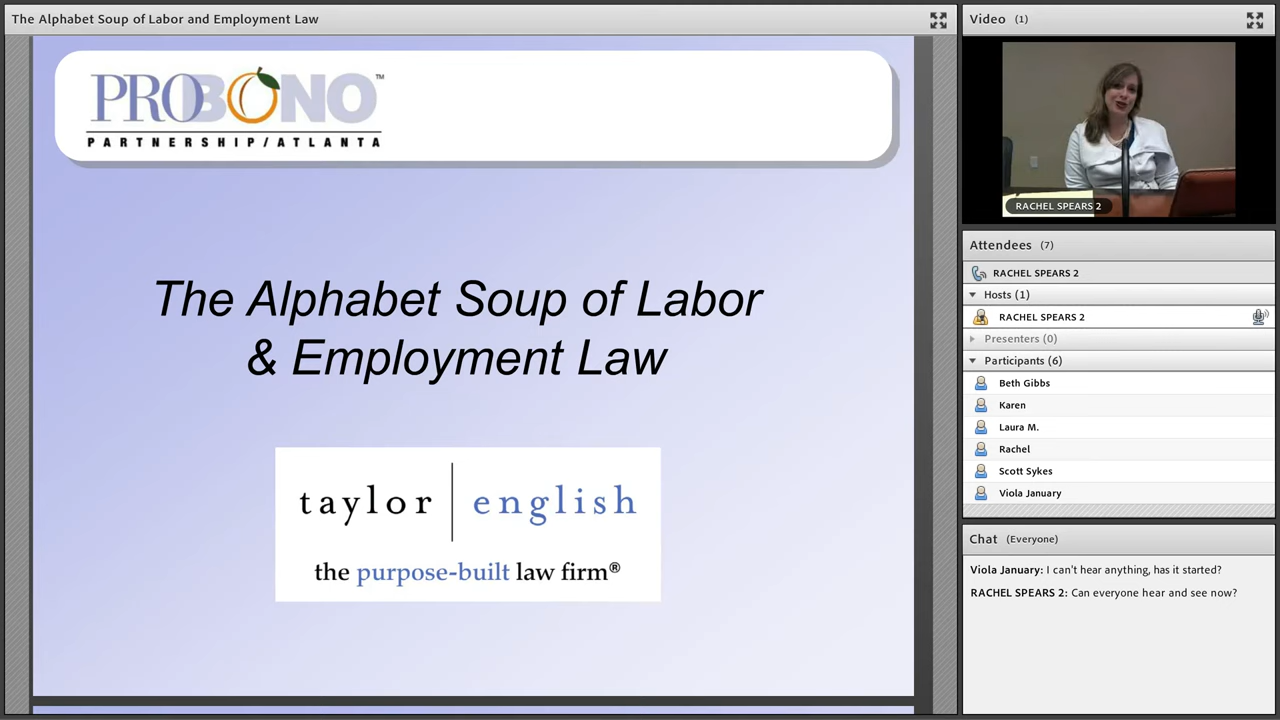 The Alphabet Soup of Labor and Employment Law
PROBONO™
PARTNERSHIP/ATLANTA
The Alphabet Soup of Labor
& Employment Law
taylor | english
the purpose-built law firm®
Video (1)
RACHEL SPEARS 2
Attendees (7)
RACHEL SPEARS 2
Hosts (1)
RACHEL SPEARS 2
Presenters (0)
Participants (6)
Beth Gibbs
Karen
Laura M.
Rachel
Scott Sykes
Viola January
Chat (Everyone)
Viola January: I can't hear anything, has it started?
RACHEL SPEARS 2: Can everyone hear and see now?